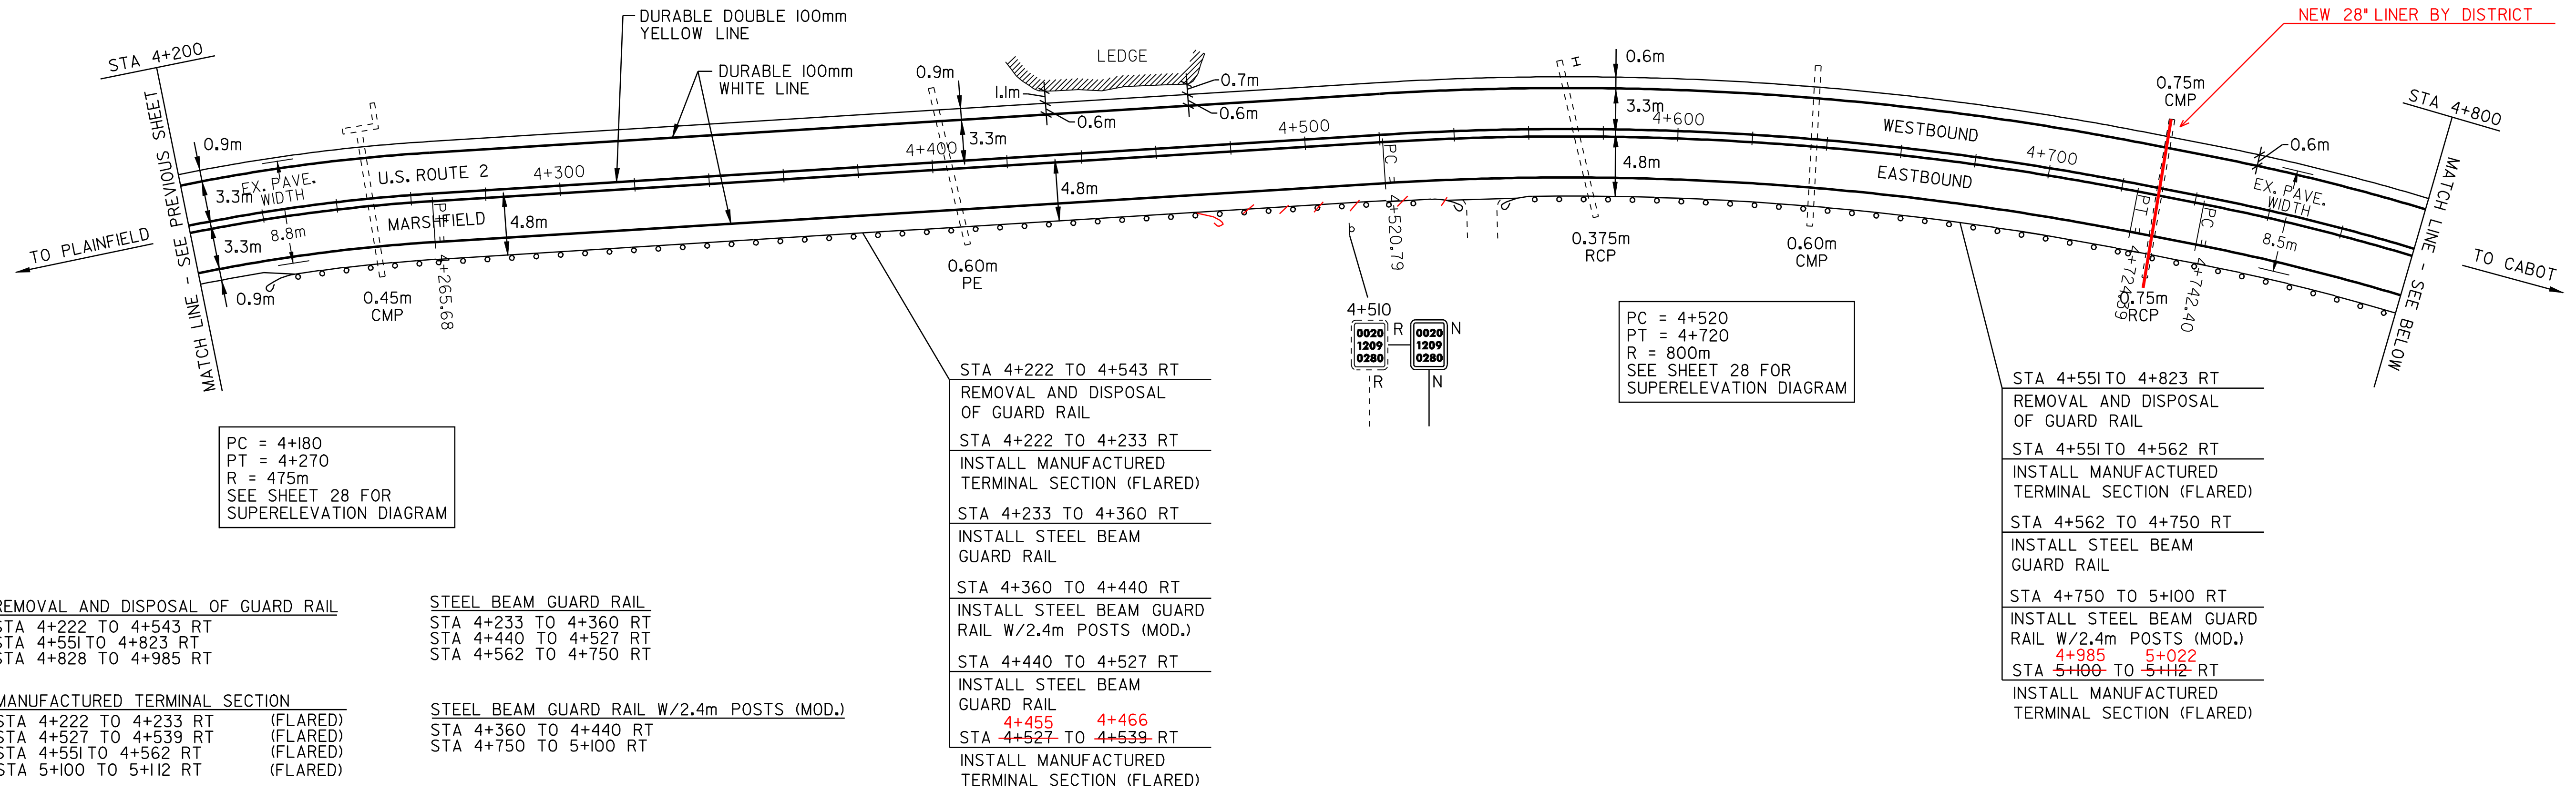 NEW 28" LINER BY DISTRICT
DURABLE DOUBLE 100mm
YELLOW LINE
DURABLE 100mm
WHITE LINE
LEDGE
STA 4+200
MATCH LINE - SEE PREVIOUS SHEET
TO PLAINFIELD
0.9m
3.3m
3.3m
0.9m
EX. PAVE.
WIDTH
8.8m
U.S. ROUTE 2
MARSHFIELD
0.45m
CMP
PT = 4+265.68
4+300
4.8m
0.9m
4+400
3.3m
0.60m
PE
1.1m
0.6m
0.7m
0.6m
4.8m
4+500
PC = 4+520.79
H
0.6m
3.3m
4+600
4.8m
0.375m
RCP
0.60m
CMP
WESTBOUND
EASTBOUND
4+700
0.75m
CMP
PT = 4+724.39
0.75m
RCP
PC = 4+742.40
0.6m
EX. PAVE.
WIDTH
8.5m
STA 4+800
MATCH LINE - SEE BELOW
TO CABOT
4+510
0020
1209
0280
R
R
0020
1209
0280
N
N
PC = 4+180
PT = 4+270
R = 475m
SEE SHEET 28 FOR
SUPERELEVATION DIAGRAM
PC = 4+520
PT = 4+720
R = 800m
SEE SHEET 28 FOR
SUPERELEVATION DIAGRAM
STA 4+222 TO 4+543 RT
REMOVAL AND DISPOSAL
OF GUARD RAIL
STA 4+222 TO 4+233 RT
INSTALL MANUFACTURED
TERMINAL SECTION (FLARED)
STA 4+233 TO 4+360 RT
INSTALL STEEL BEAM
GUARD RAIL
STA 4+360 TO 4+440 RT
INSTALL STEEL BEAM GUARD
RAIL W/2.4m POSTS (MOD.)
STA 4+440 TO 4+527 RT
INSTALL STEEL BEAM
GUARD RAIL
4+455 4+466
STA 4+527 TO 4+539 RT
INSTALL MANUFACTURED
TERMINAL SECTION (FLARED)
STA 4+551 TO 4+823 RT
REMOVAL AND DISPOSAL
OF GUARD RAIL
STA 4+551 TO 4+562 RT
INSTALL MANUFACTURED
TERMINAL SECTION (FLARED)
STA 4+562 TO 4+750 RT
INSTALL STEEL BEAM
GUARD RAIL
STA 4+750 TO 5+100 RT
INSTALL STEEL BEAM GUARD
RAIL W/2.4m POSTS (MOD.)
4+985 5+022
STA 5+100 TO 5+112 RT
INSTALL MANUFACTURED
TERMINAL SECTION (FLARED)
REMOVAL AND DISPOSAL OF GUARD RAIL
STA 4+222 TO 4+543 RT
STA 4+551 TO 4+823 RT
STA 4+828 TO 4+985 RT
MANUFACTURED TERMINAL SECTION
STA 4+222 TO 4+233 RT (FLARED)
STA 4+527 TO 4+539 RT (FLARED)
STA 4+551 TO 4+562 RT (FLARED)
STA 5+100 TO 5+112 RT (FLARED)
STEEL BEAM GUARD RAIL
STA 4+233 TO 4+360 RT
STA 4+440 TO 4+527 RT
STA 4+562 TO 4+750 RT
STEEL BEAM GUARD RAIL W/2.4m POSTS (MOD.)
STA 4+360 TO 4+440 RT
STA 4+750 TO 5+100 RT